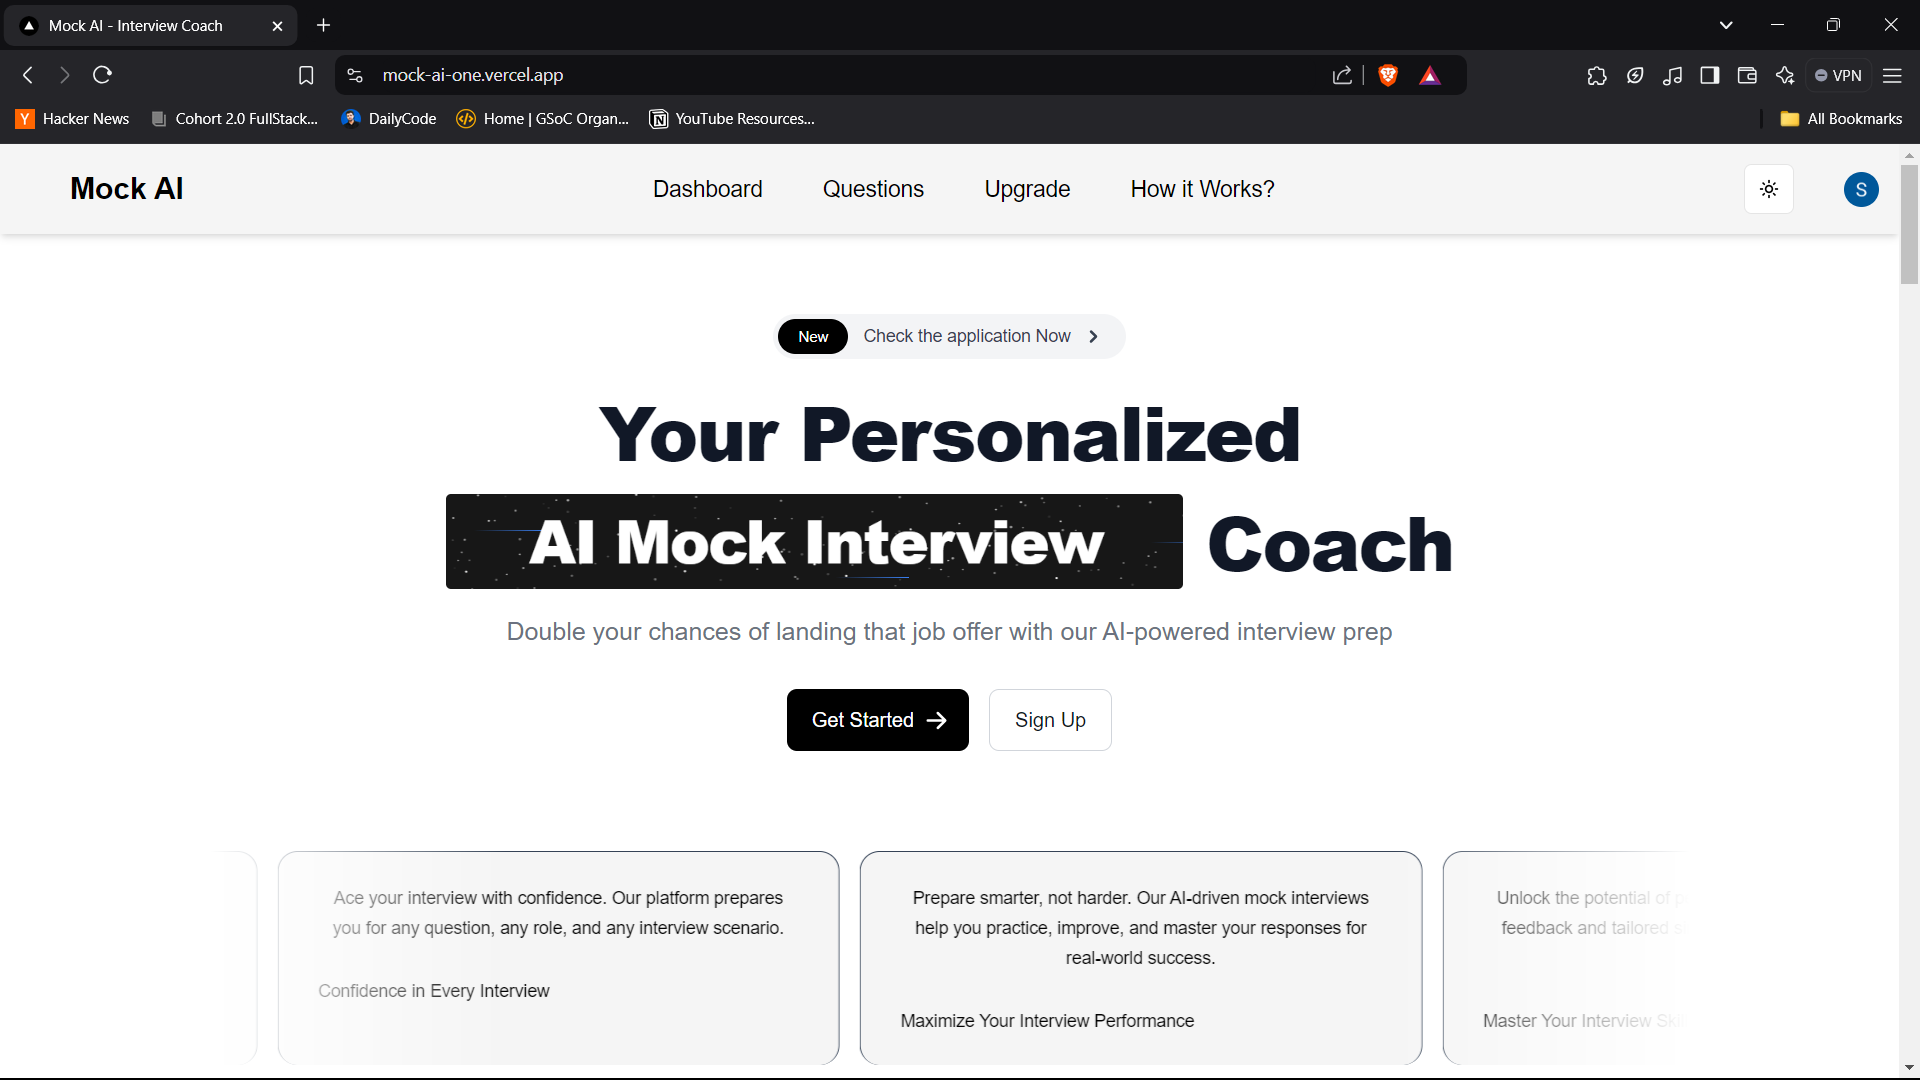 Mock AI - Interview Coach
mock-ai-one.vercel.app
VPN
Hacker News
Cohort 2.0 FullStack...
DailyCode
Home | GSoC Organ...
YouTube Resources...
All Bookmarks
Mock AI
Dashboard
Questions
Upgrade
How it Works?
S
New
Check the application Now
Your Personalized
AI Mock Interview Coach
Double your chances of landing that job offer with our AI-powered interview prep
Get Started
Sign Up
Ace your interview with confidence. Our platform prepares
you for any question, any role, and any interview scenario.
Confidence in Every Interview
Prepare smarter, not harder. Our AI-driven mock interviews
help you practice, improve, and master your responses for
real-world success.
Maximize Your Interview Performance
Unlock the potential of
feedback and tailored
Master Your Interview